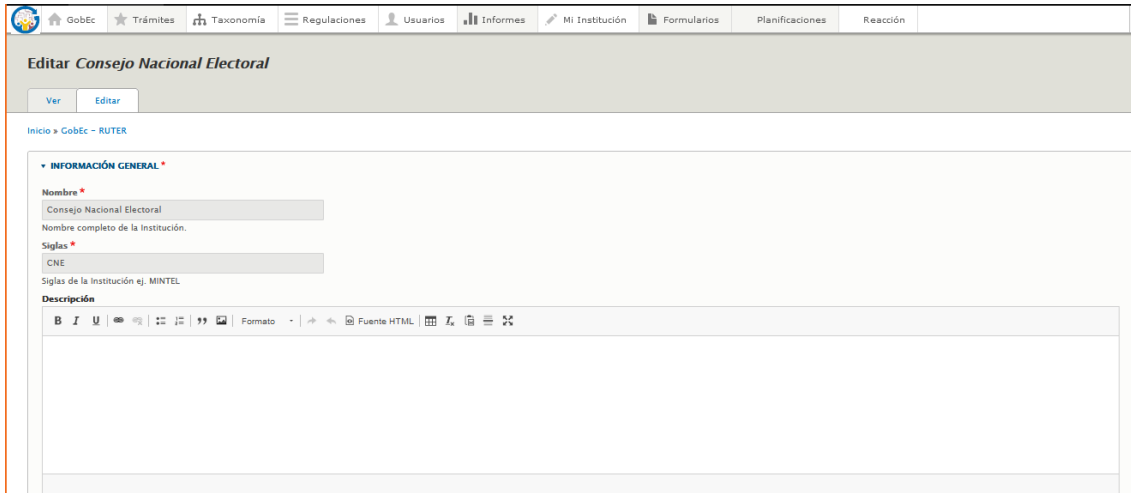 GobEc Trámites Taxonomía Regulaciones Usuarios Informes Mi Institución Formularios Planificaciones Reacción
Editar Consejo Nacional Electoral
Ver Editar
Inicio » GobEc - RUTER
INFORMACIÓN GENERAL *
Nombre *
Consejo Nacional Electoral
Nombre completo de la Institución.
Siglas *
CNE
Siglas de la Institución ej. MINTEL
Descripción
B I U Formato Fuente HTML Ix